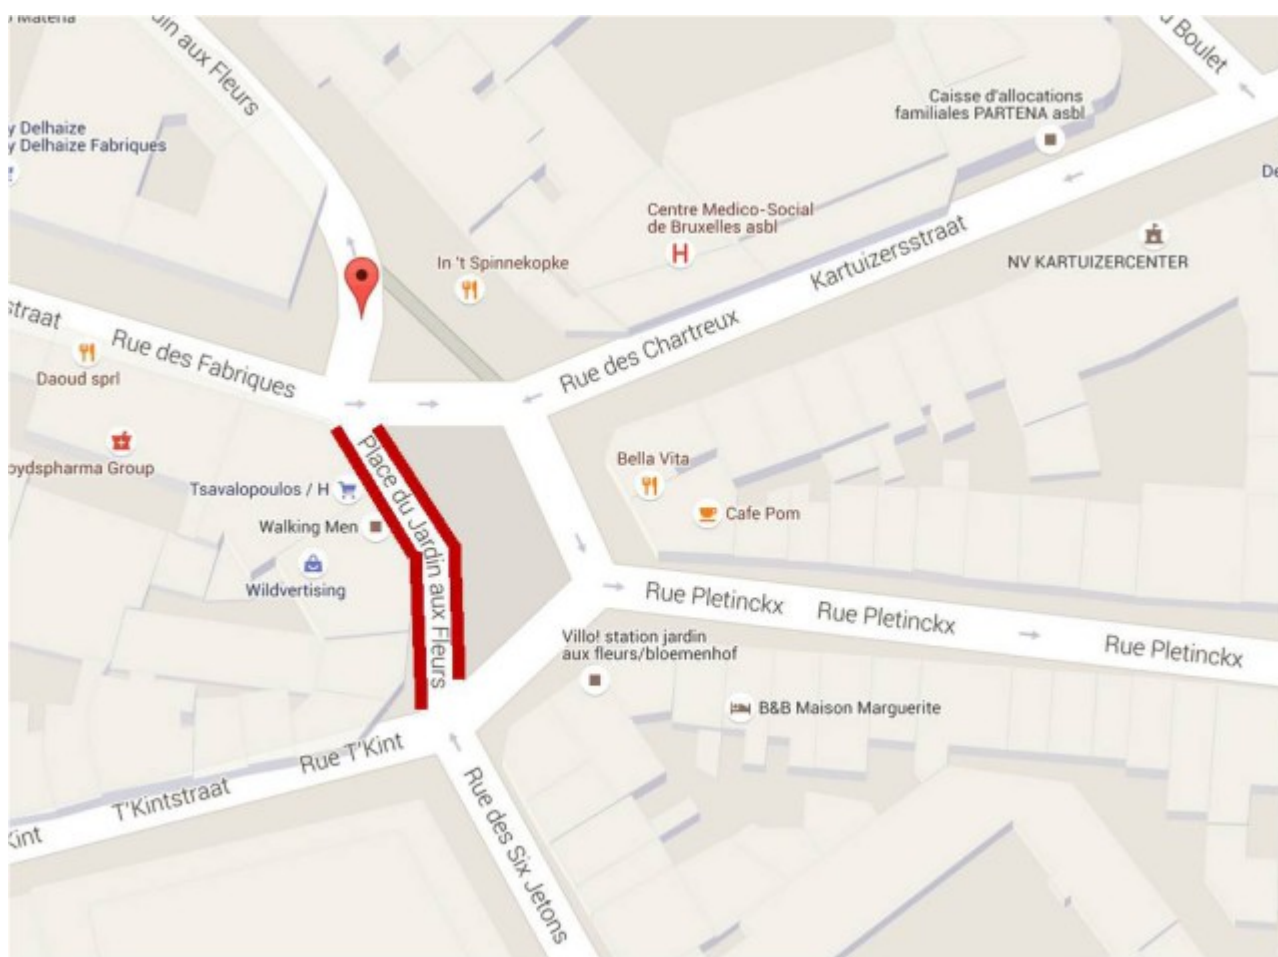 Materia
din aux Fleurs
u Boulet
y Delhaize
y Delhaize Fabriques
Caisse d'allocations
familiales PARTENA asbl
De
Centre Medico-Social
de Bruxelles asbl
H
Kartuizersstraat
NV KARTUIZERCENTER
In 't Spinnekopke
straat
Rue des Fabriques
Rue des Chartreux
Daoud sprl
oydspharma Group
Place du Jardin aux Fleurs
Bella Vita
Tsavalopoulos / H
Cafe Pom
Walking Men
Wildvertising
Rue Pletinckx
Rue Pletinckx
Rue Pletinckx
Villo! station jardin
aux fleurs/bloemenhof
B&B Maison Marguerite
Rue T'Kint
T'Kintstraat
Kint
Rue des Six Jetons